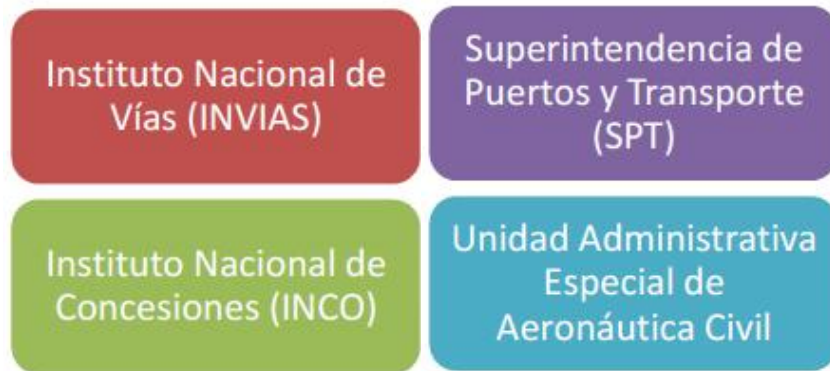 Instituto Nacional de
Vías (INVIAS)
Superintendencia de
Puertos y Transporte
(SPT)
Instituto Nacional de
Concesiones (INCO)
Unidad Administrativa
Especial de
Aeronáutica Civil